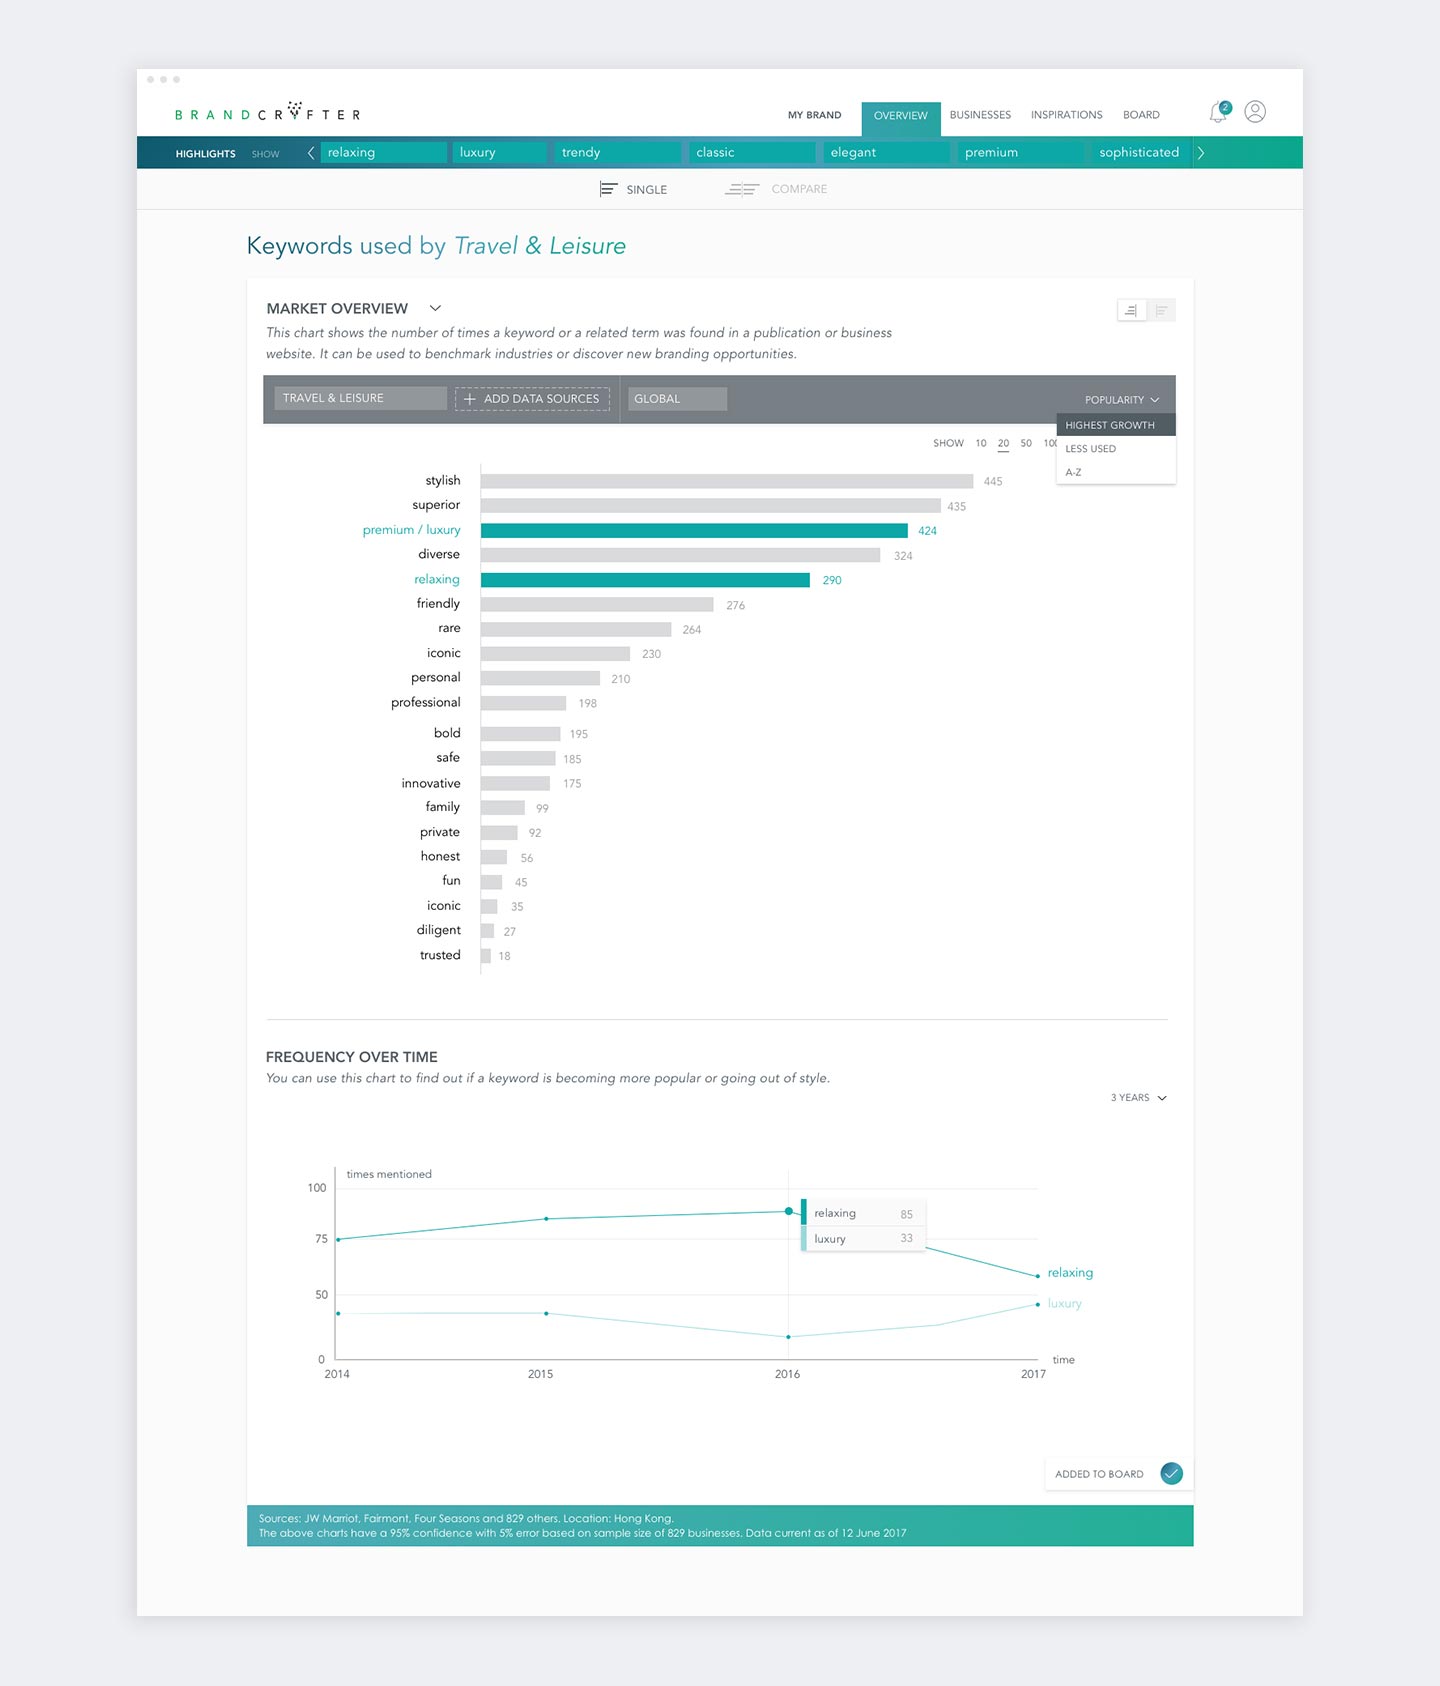 BRANDCRAFTER
MY BRAND
OVERVIEW
BUSINESSES
INSPIRATIONS
BOARD
2
HIGHLIGHTS
SHOW
relaxing
luxury
trendy
classic
elegant
premium
sophisticated
SINGLE
COMPARE
Keywords used by Travel & Leisure
MARKET OVERVIEW
This chart shows the number of times a keyword or a related term was found in a publication or business
website. It can be used to benchmark industries or discover new branding opportunities.
TRAVEL & LEISURE
+ ADD DATA SOURCES
GLOBAL
POPULARITY
HIGHEST GROWTH
LESS USED
A-Z
SHOW 10 20 50 100
stylish 445
superior 435
premium / luxury 424
diverse 324
relaxing 290
friendly 276
rare 264
iconic 230
personal 210
professional 198
bold 195
safe 185
innovative 175
family 99
private 92
honest 56
fun 45
iconic 35
diligent 27
trusted 18
FREQUENCY OVER TIME
You can use this chart to find out if a keyword is becoming more popular or going out of style.
3 YEARS
times mentioned
100
75
50
0
relaxing 85
luxury 33
relaxing
luxury
time
2014 2015 2016 2017
ADDED TO BOARD
Sources: JW Marriot, Fairmont, Four Seasons and 829 others. Location: Hong Kong.
The above charts have a 95% confidence with 5% error based on sample size of 829 businesses. Data current as of 12 June 2017